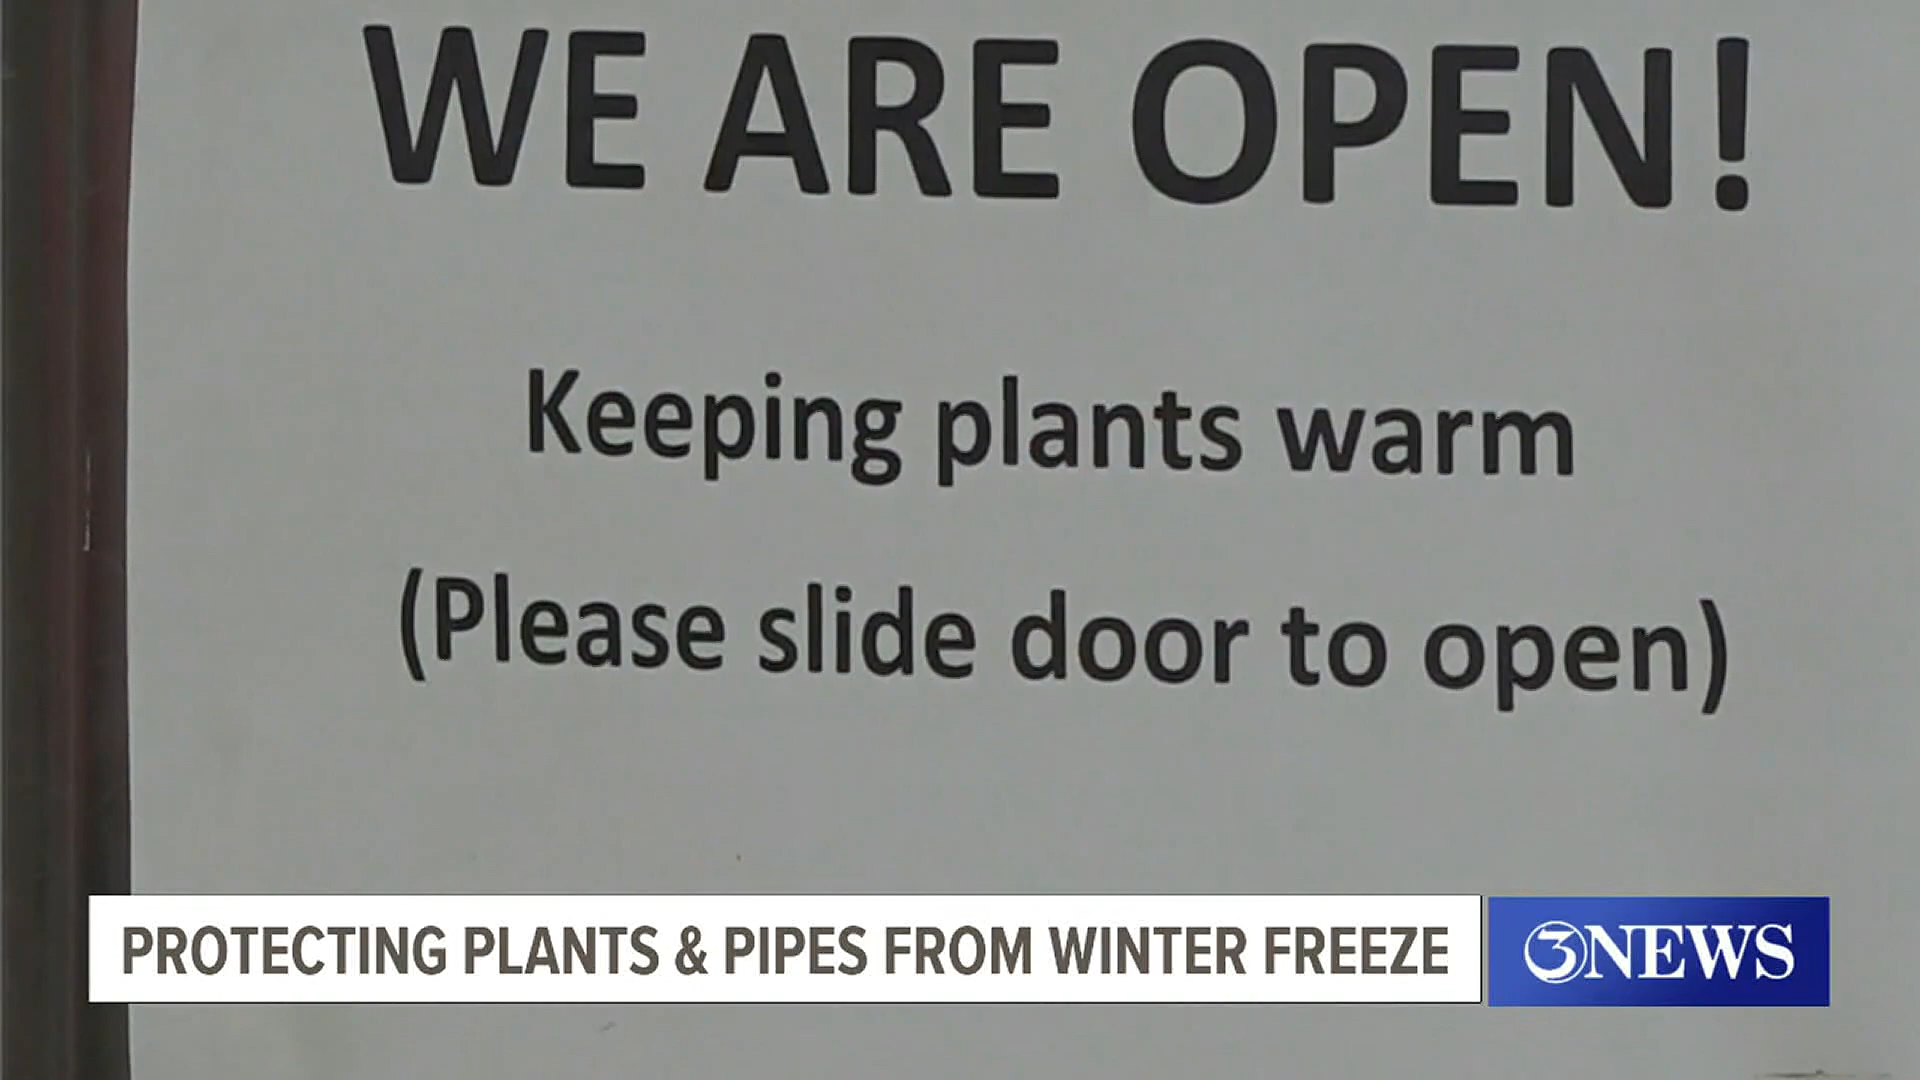 WE ARE OPEN!
Keeping plants warm
(Please slide door to open)
PROTECTING PLANTS & PIPES FROM WINTER FREEZE
3NEWS